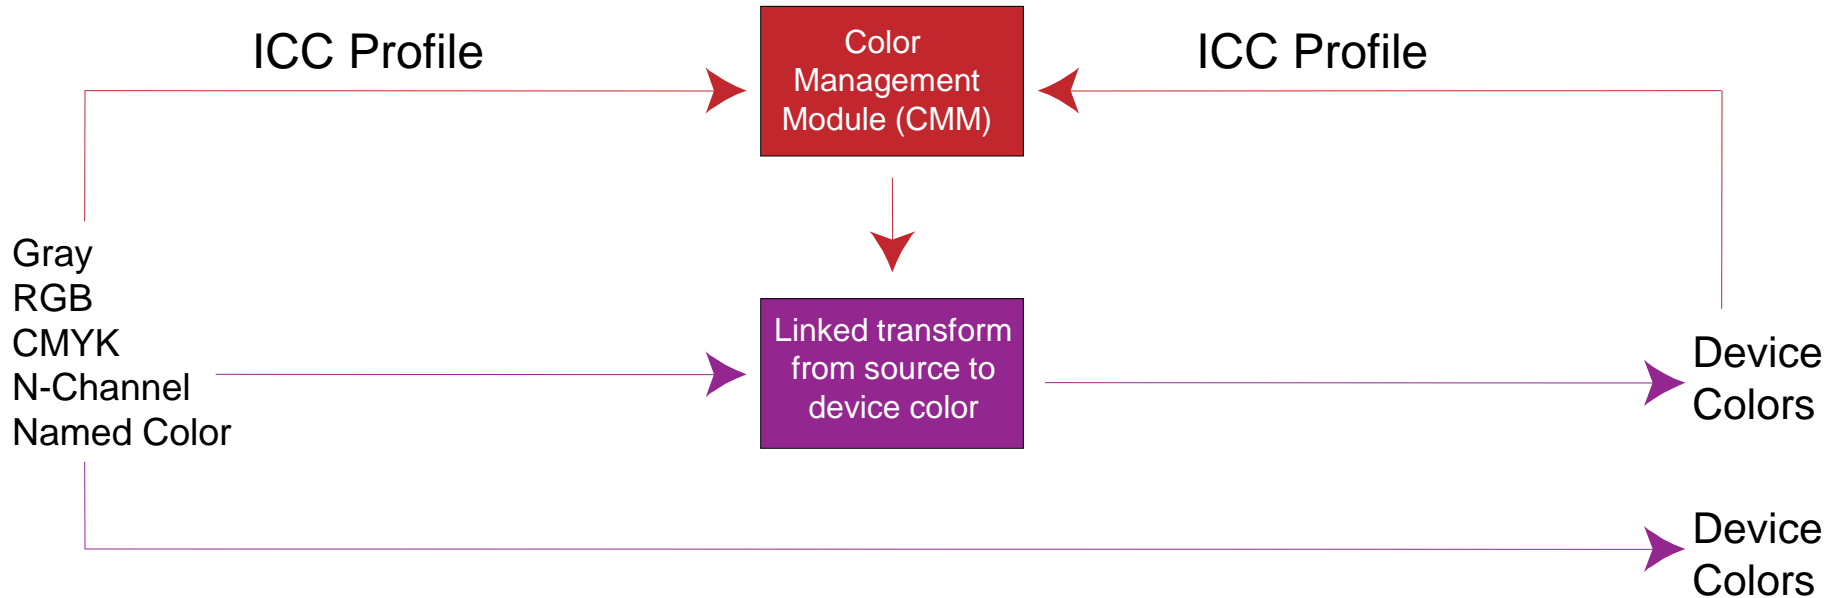 ICC Profile
Color
Management
Module (CMM)
ICC Profile
Gray
RGB
CMYK
N-Channel
Named Color
Linked transform
from source to
device color
Device
Colors
Device
Colors